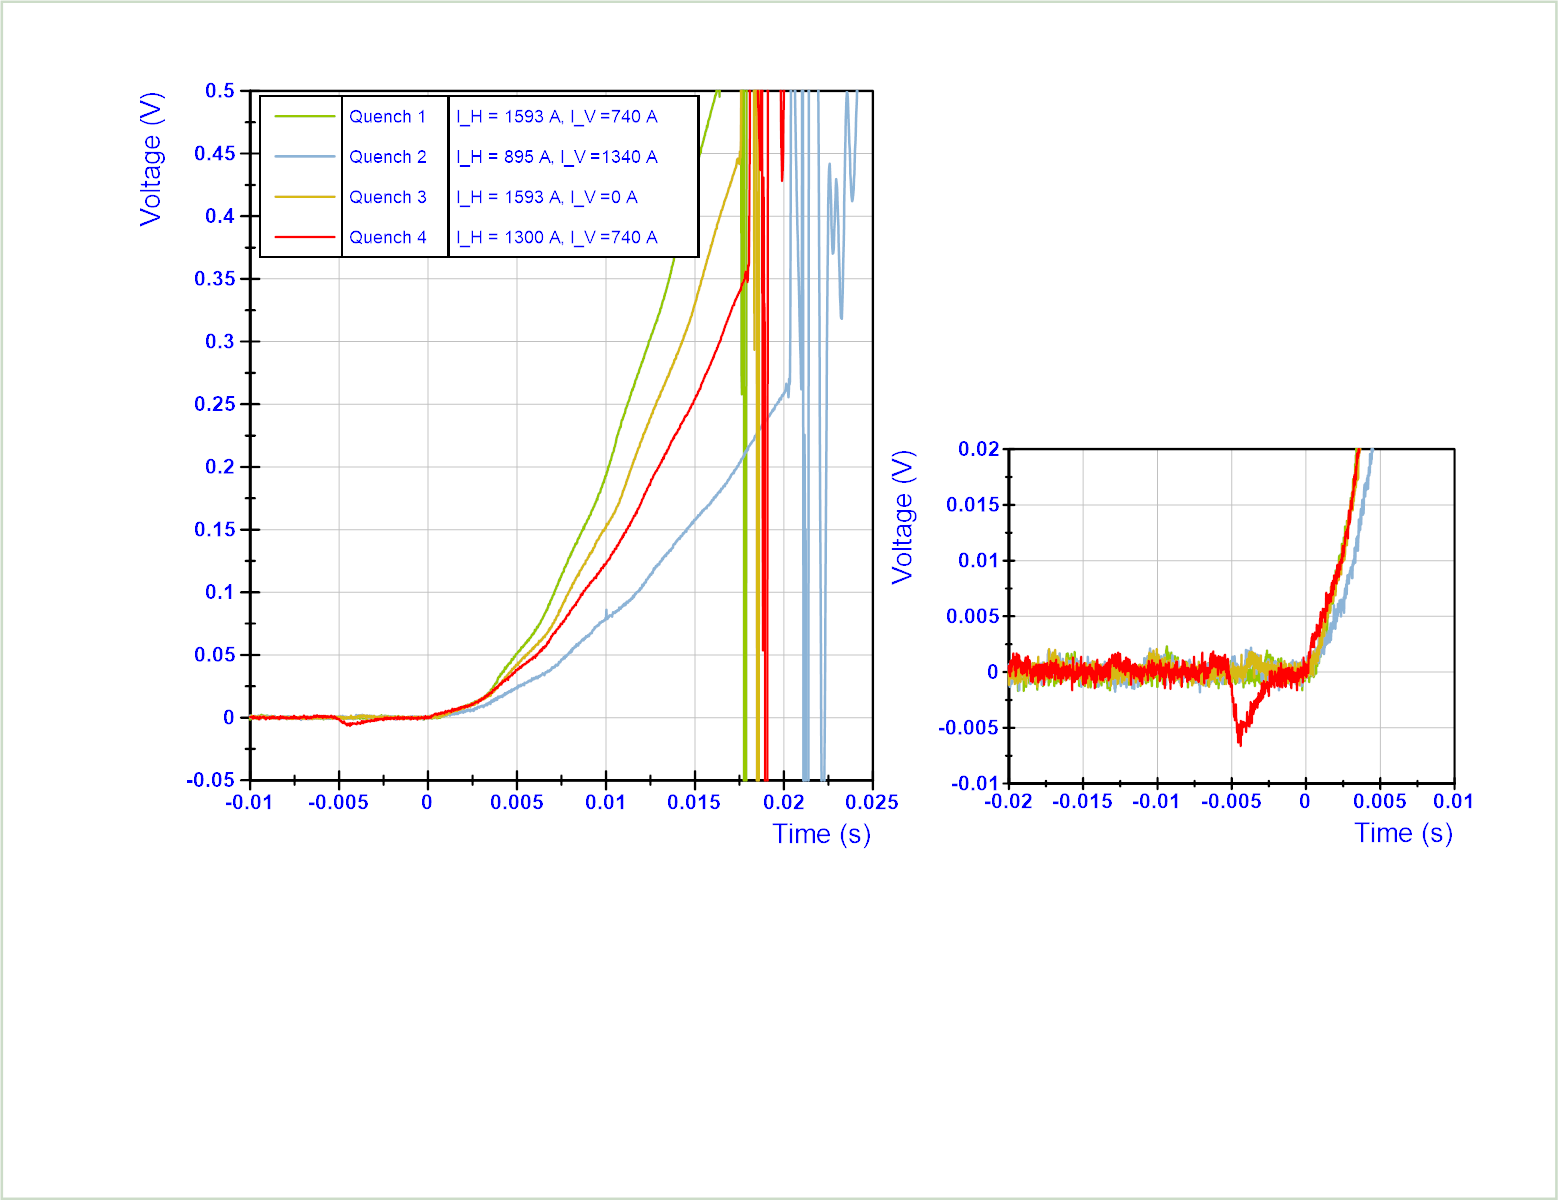 Voltage (V)
0.5
0.45
0.4
0.35
0.3
0.25
0.2
0.15
0.1
0.05
0
-0.05
Quench 1 I_H = 1593 A, I_V =740 A
Quench 2 I_H = 895 A, I_V =1340 A
Quench 3 I_H = 1593 A, I_V =0 A
Quench 4 I_H = 1300 A, I_V =740 A
-0.01 -0.005 0 0.005 0.01 0.015 0.02 0.025
Time (s)
Voltage (V)
0.02
0.015
0.01
0.005
0
-0.005
-0.01
-0.02 -0.015 -0.01 -0.005 0 0.005 0.01
Time (s)